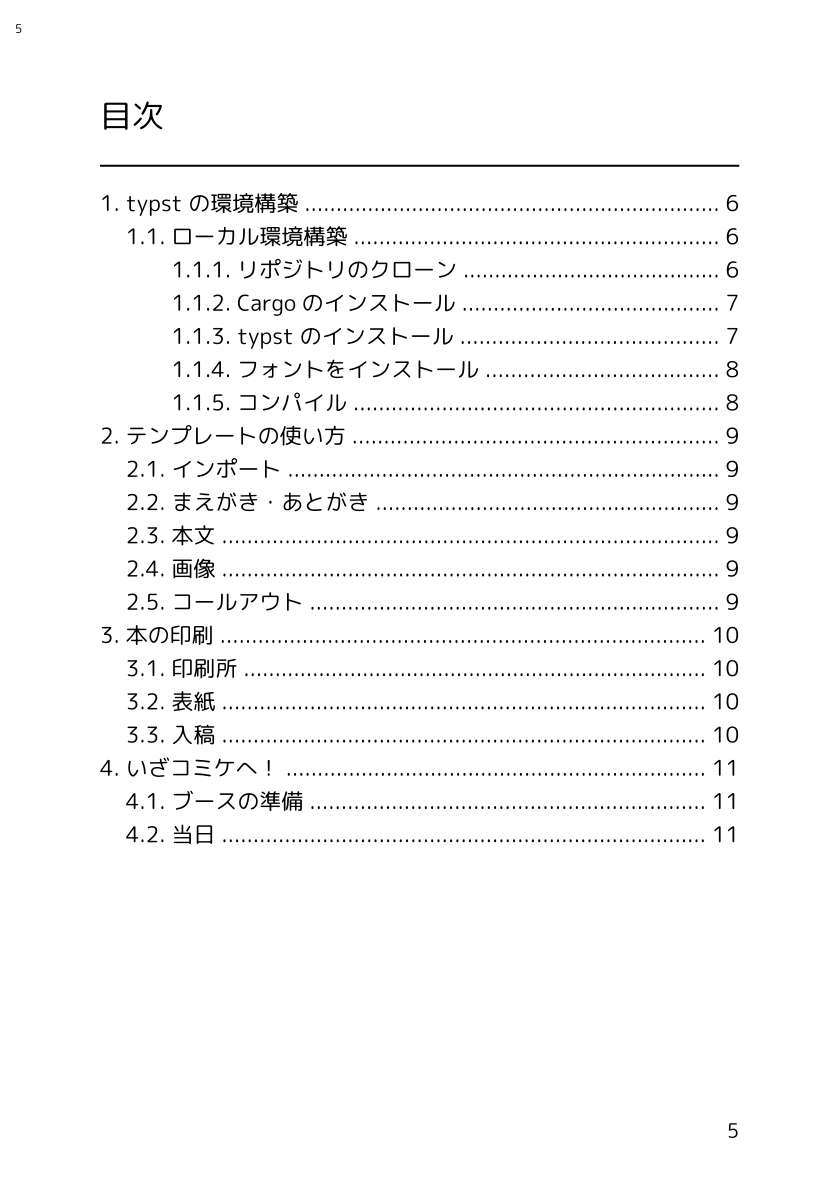 5
目次
1. typst の環境構築 ................................................................. 6
1.1. ローカル環境構築 ......................................................... 6
1.1.1. リポジトリのクローン ........................................ 6
1.1.2. Cargo のインストール ........................................ 7
1.1.3. typst のインストール ........................................ 7
1.1.4. フォントをインストール .................................... 8
1.1.5. コンパイル ......................................................... 8
2. テンプレートの使い方 ......................................................... 9
2.1. インポート .................................................................... 9
2.2. まえがき・あとがき ...................................................... 9
2.3. 本文 .............................................................................. 9
2.4. 画像 .............................................................................. 9
2.5. コールアウト ................................................................ 9
3. 本の印刷 ............................................................................ 10
3.1. 印刷所 ........................................................................ 10
3.2. 表紙 ............................................................................ 10
3.3. 入稿 ............................................................................ 10
4. いざコミケへ！ .................................................................. 11
4.1. ブースの準備 .............................................................. 11
4.2. 当日 ............................................................................ 11
5